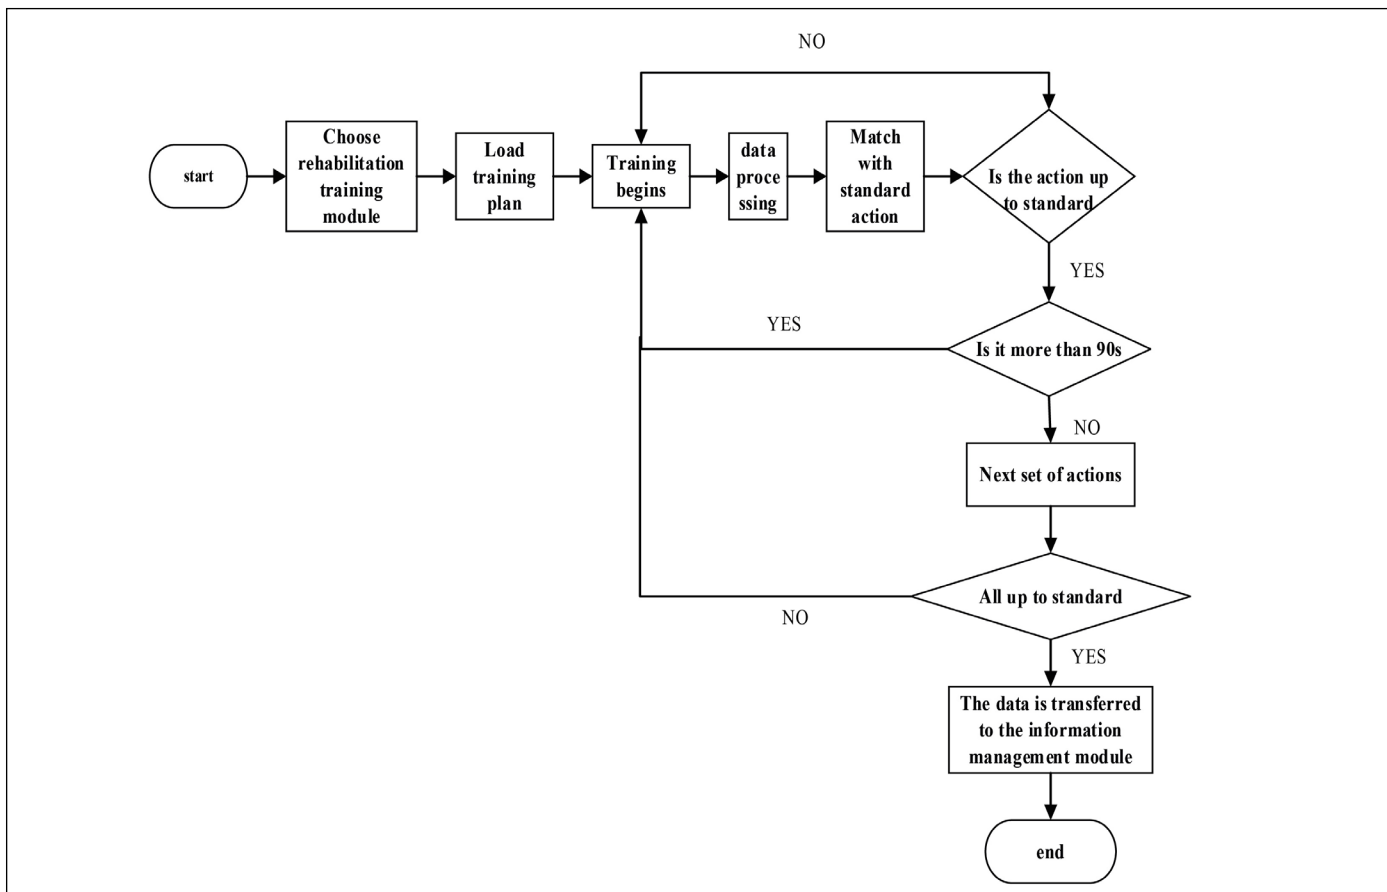 NO
start
Choose
rehabilitation
training
module
Load
training
plan
Training
begins
data
proce
ssing
Match
with
standard
action
Is the action up
to standard
YES
YES
Is it more than 90s
NO
Next set of actions
All up to standard
NO
YES
The data is transferred
to the information
management module
end